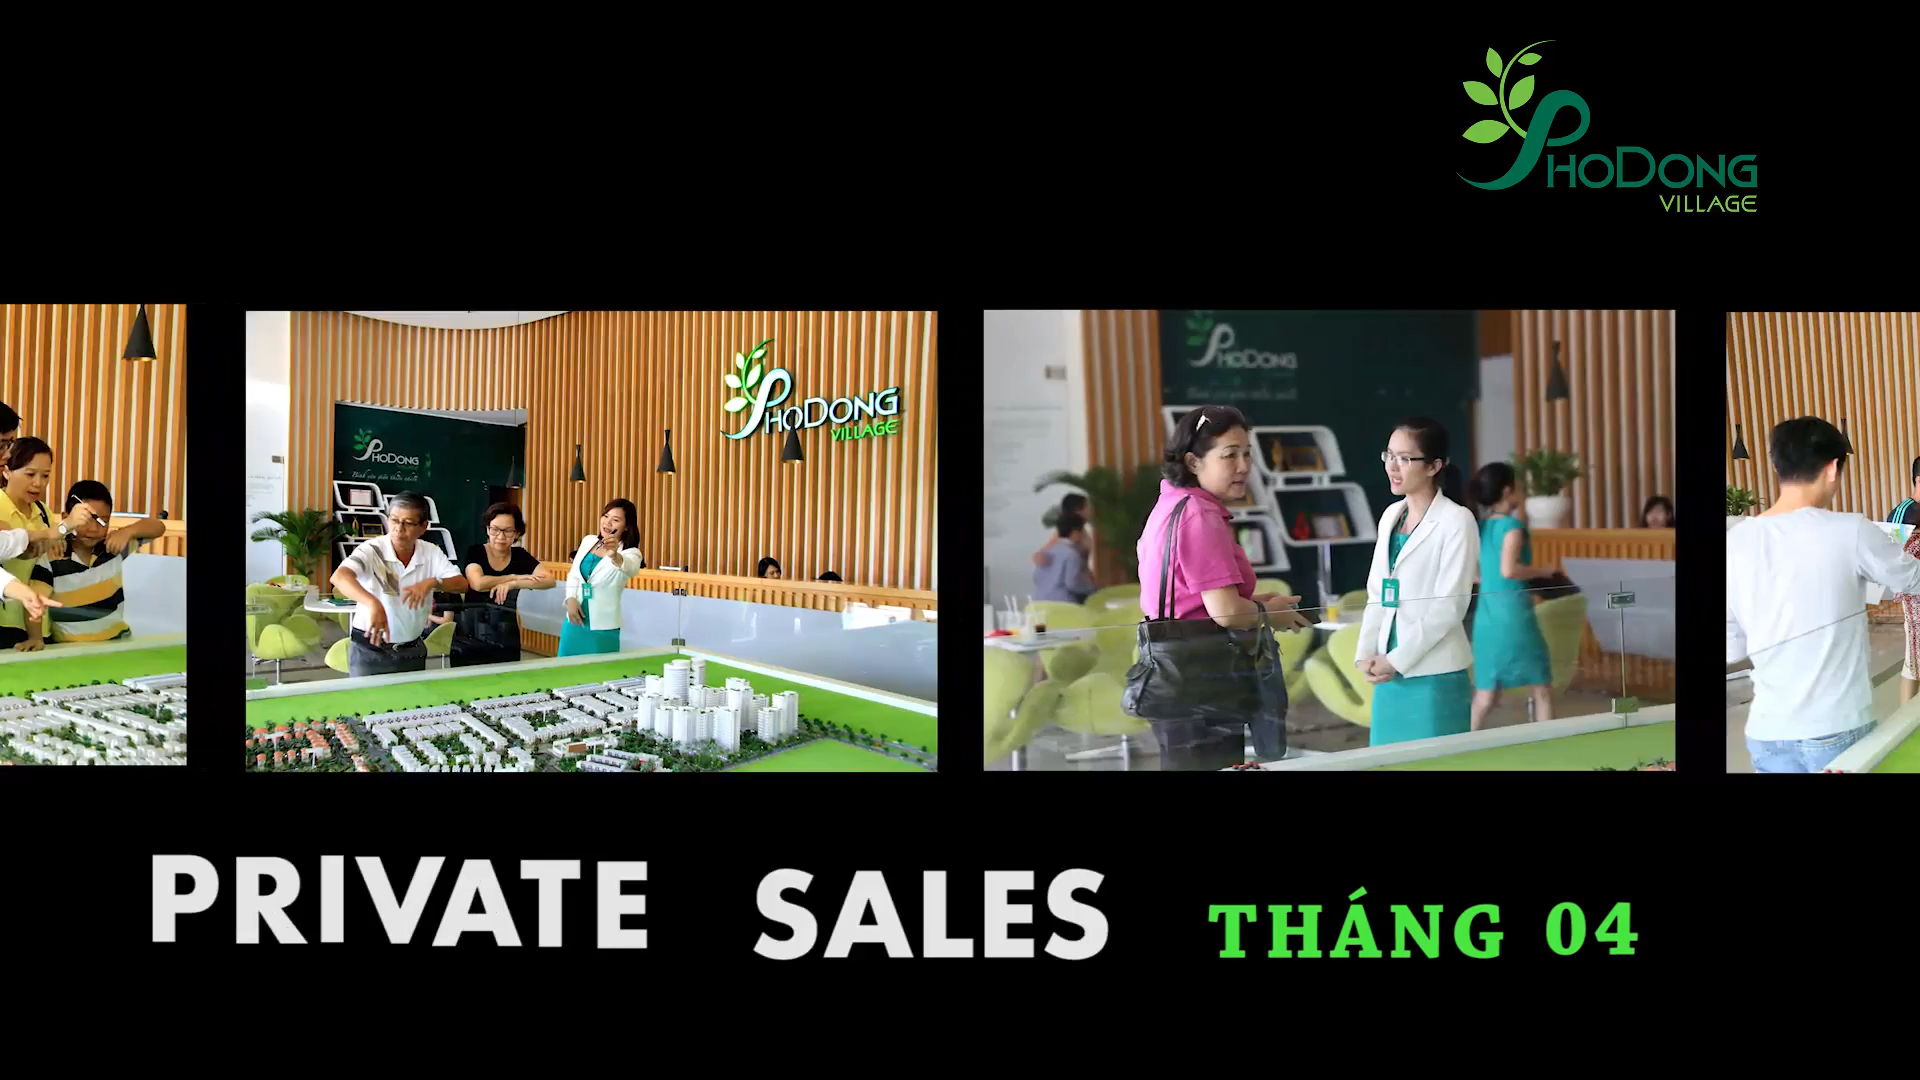 PHODONG
VILLAGE
PHODONG
VILLAGE
PHODONG
PHODONG
PRIVATE SALES THÁNG 04